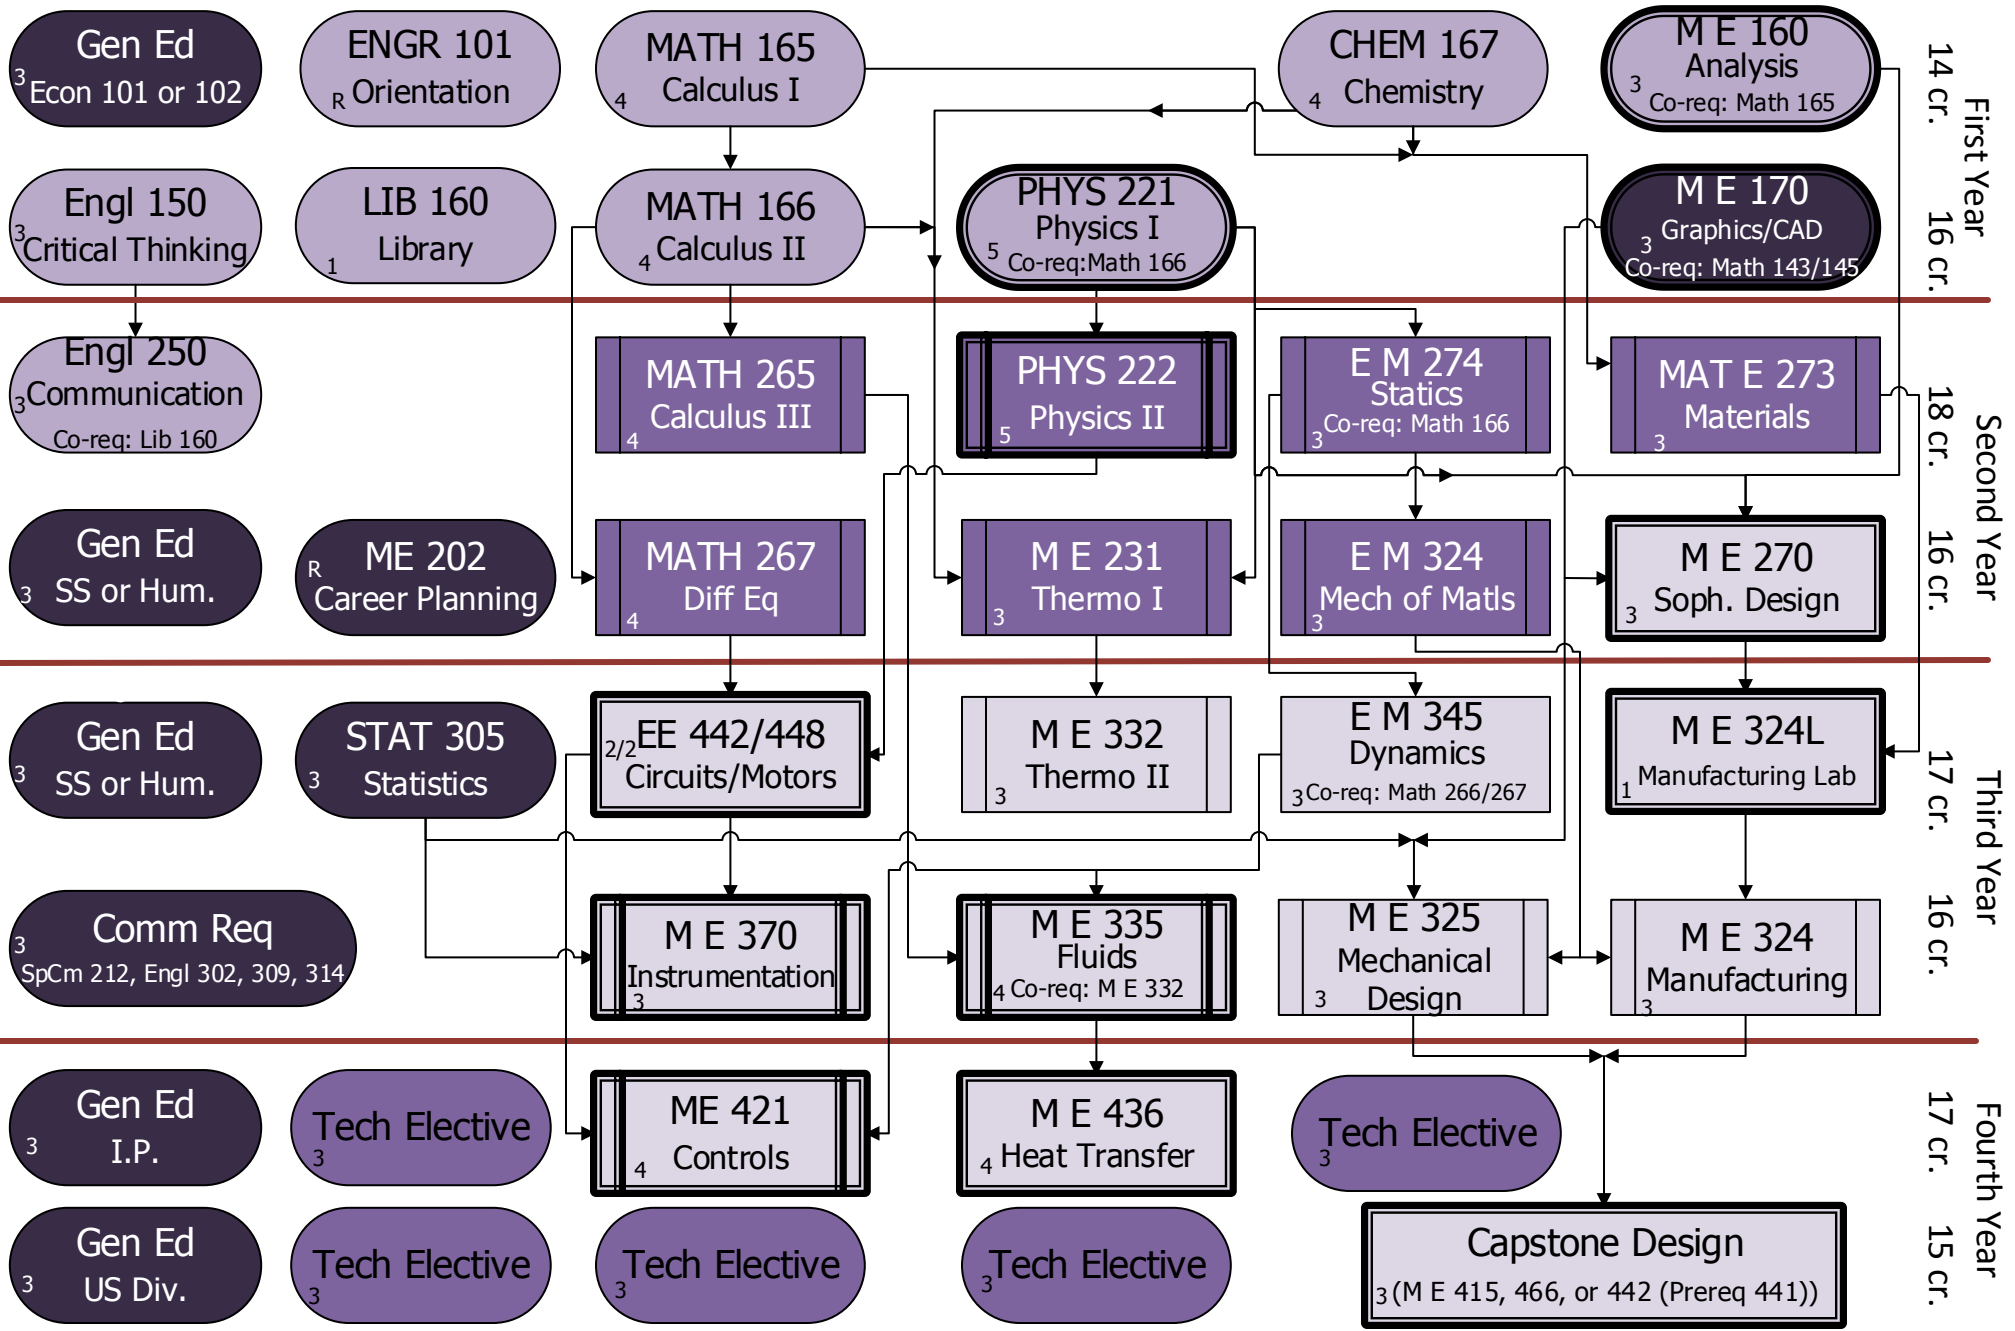 Gen Ed
3
Econ 101 or 102
ENGR 101
R Orientation
MATH 165
Calculus I
4
CHEM 167
Chemistry
4
M E 160
Analysis
3
Co-req: Math 165
14 cr.
First Year
Engl 150
3
Critical Thinking
LIB 160
Library
1
MATH 166
Calculus II
4
PHYS 221
Physics I
5 Co-req:Math 166
M E 170
Graphics/CAD
3
Co-req: Math 143/145
16 cr.
Engl 250
3Communication
Co-req: Lib 160
MATH 265
Calculus III
4
PHYS 222
Physics II
5
E M 274
Statics
3Co-req: Math 166
MAT E 273
Materials
3
18 cr.
Second Year
Gen Ed
3 SS or Hum.
R ME 202
Career Planning
MATH 267
Diff Eq
4
M E 231
Thermo I
3
E M 324
Mech of Matls
3
M E 270
Soph. Design
3
16 cr.
Gen Ed
3 SS or Hum.
STAT 305
3 Statistics
2/2EE 442/448
Circuits/Motors
M E 332
Thermo II
3
E M 345
Dynamics
3Co-req: Math 266/267
M E 324L
Manufacturing Lab
1
17 cr.
Third Year
Comm Req
3
SpCm 212, Engl 302, 309, 314
M E 370
Instrumentation
3
M E 335
Fluids
4 Co-req: M E 332
M E 325
Mechanical
3 Design
M E 324
Manufacturing
3
16 cr.
Gen Ed
3 I.P.
Tech Elective
3
ME 421
Controls
4
M E 436
4 Heat Transfer
Tech Elective
3
17 cr.
Fourth Year
Gen Ed
3 US Div.
Tech Elective
3
Tech Elective
3
Tech Elective
3
Capstone Design
3(M E 415, 466, or 442 (Prereq 441))
15 cr.